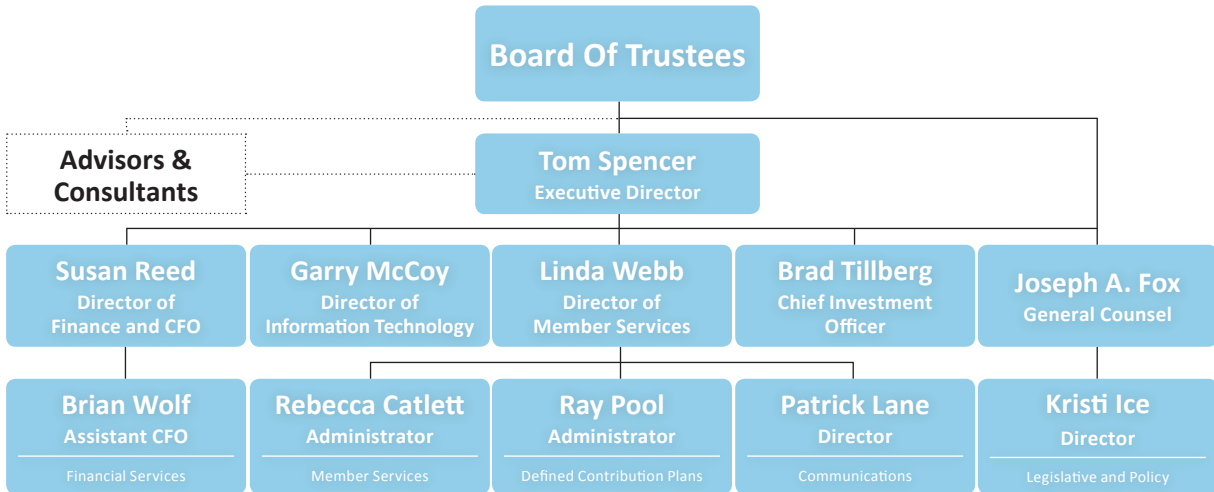 Board Of Trustees
Advisors &
Consultants
Tom Spencer
Executive Director
Susan Reed
Director of
Finance and CFO
Garry McCoy
Director of
Information Technology
Linda Webb
Director of
Member Services
Brad Tillberg
Chief Investment
Officer
Joseph A. Fox
General Counsel
Brian Wolf
Assistant CFO
Financial Services
Rebecca Catlett
Administrator
Member Services
Ray Pool
Administrator
Defined Contribution Plans
Patrick Lane
Director
Communications
Kristi Ice
Director
Legislative and Policy